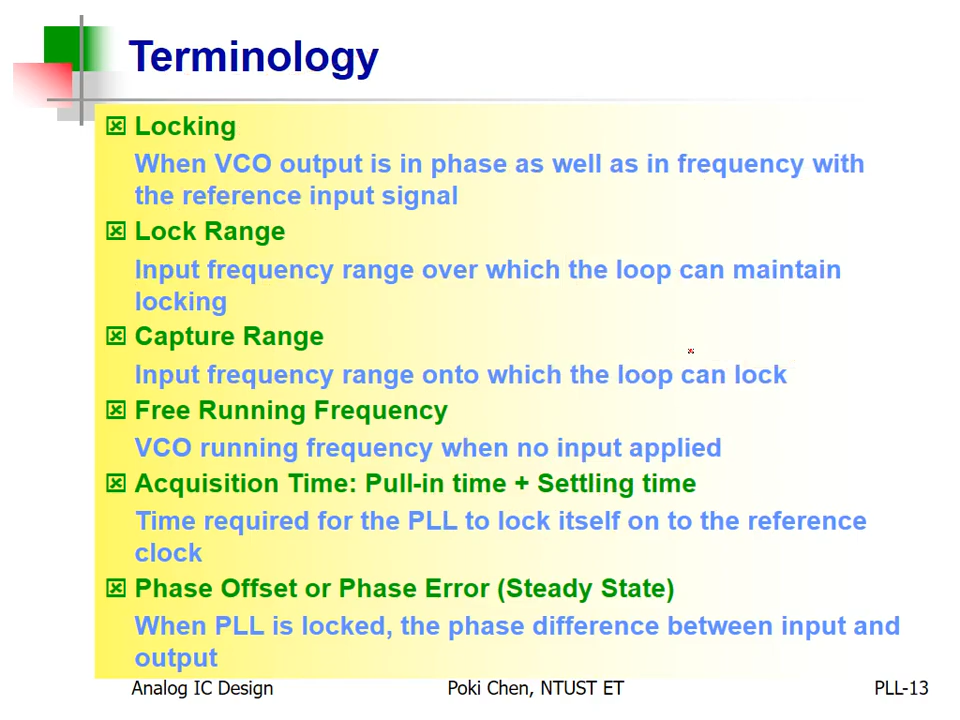 Terminology
Locking
When VCO output is in phase as well as in frequency with
the reference input signal
Lock Range
Input frequency range over which the loop can maintain
locking
Capture Range
Input frequency range onto which the loop can lock
Free Running Frequency
VCO running frequency when no input applied
Acquisition Time: Pull-in time + Settling time
Time required for the PLL to lock itself on to the reference
clock
Phase Offset or Phase Error (Steady State)
When PLL is locked, the phase difference between input and
output
Analog IC Design Poki Chen, NTUST ET PLL-13